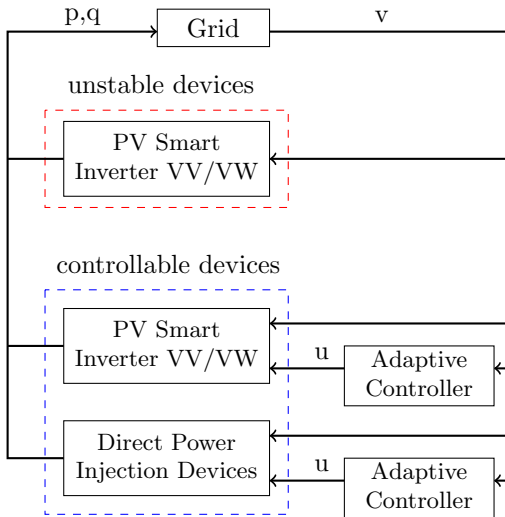 p,q
Grid
v
unstable devices
PV Smart
Inverter VV/VW
controllable devices
PV Smart
Inverter VV/VW
u
Adaptive
Controller
Direct Power
Injection Devices
u
Adaptive
Controller